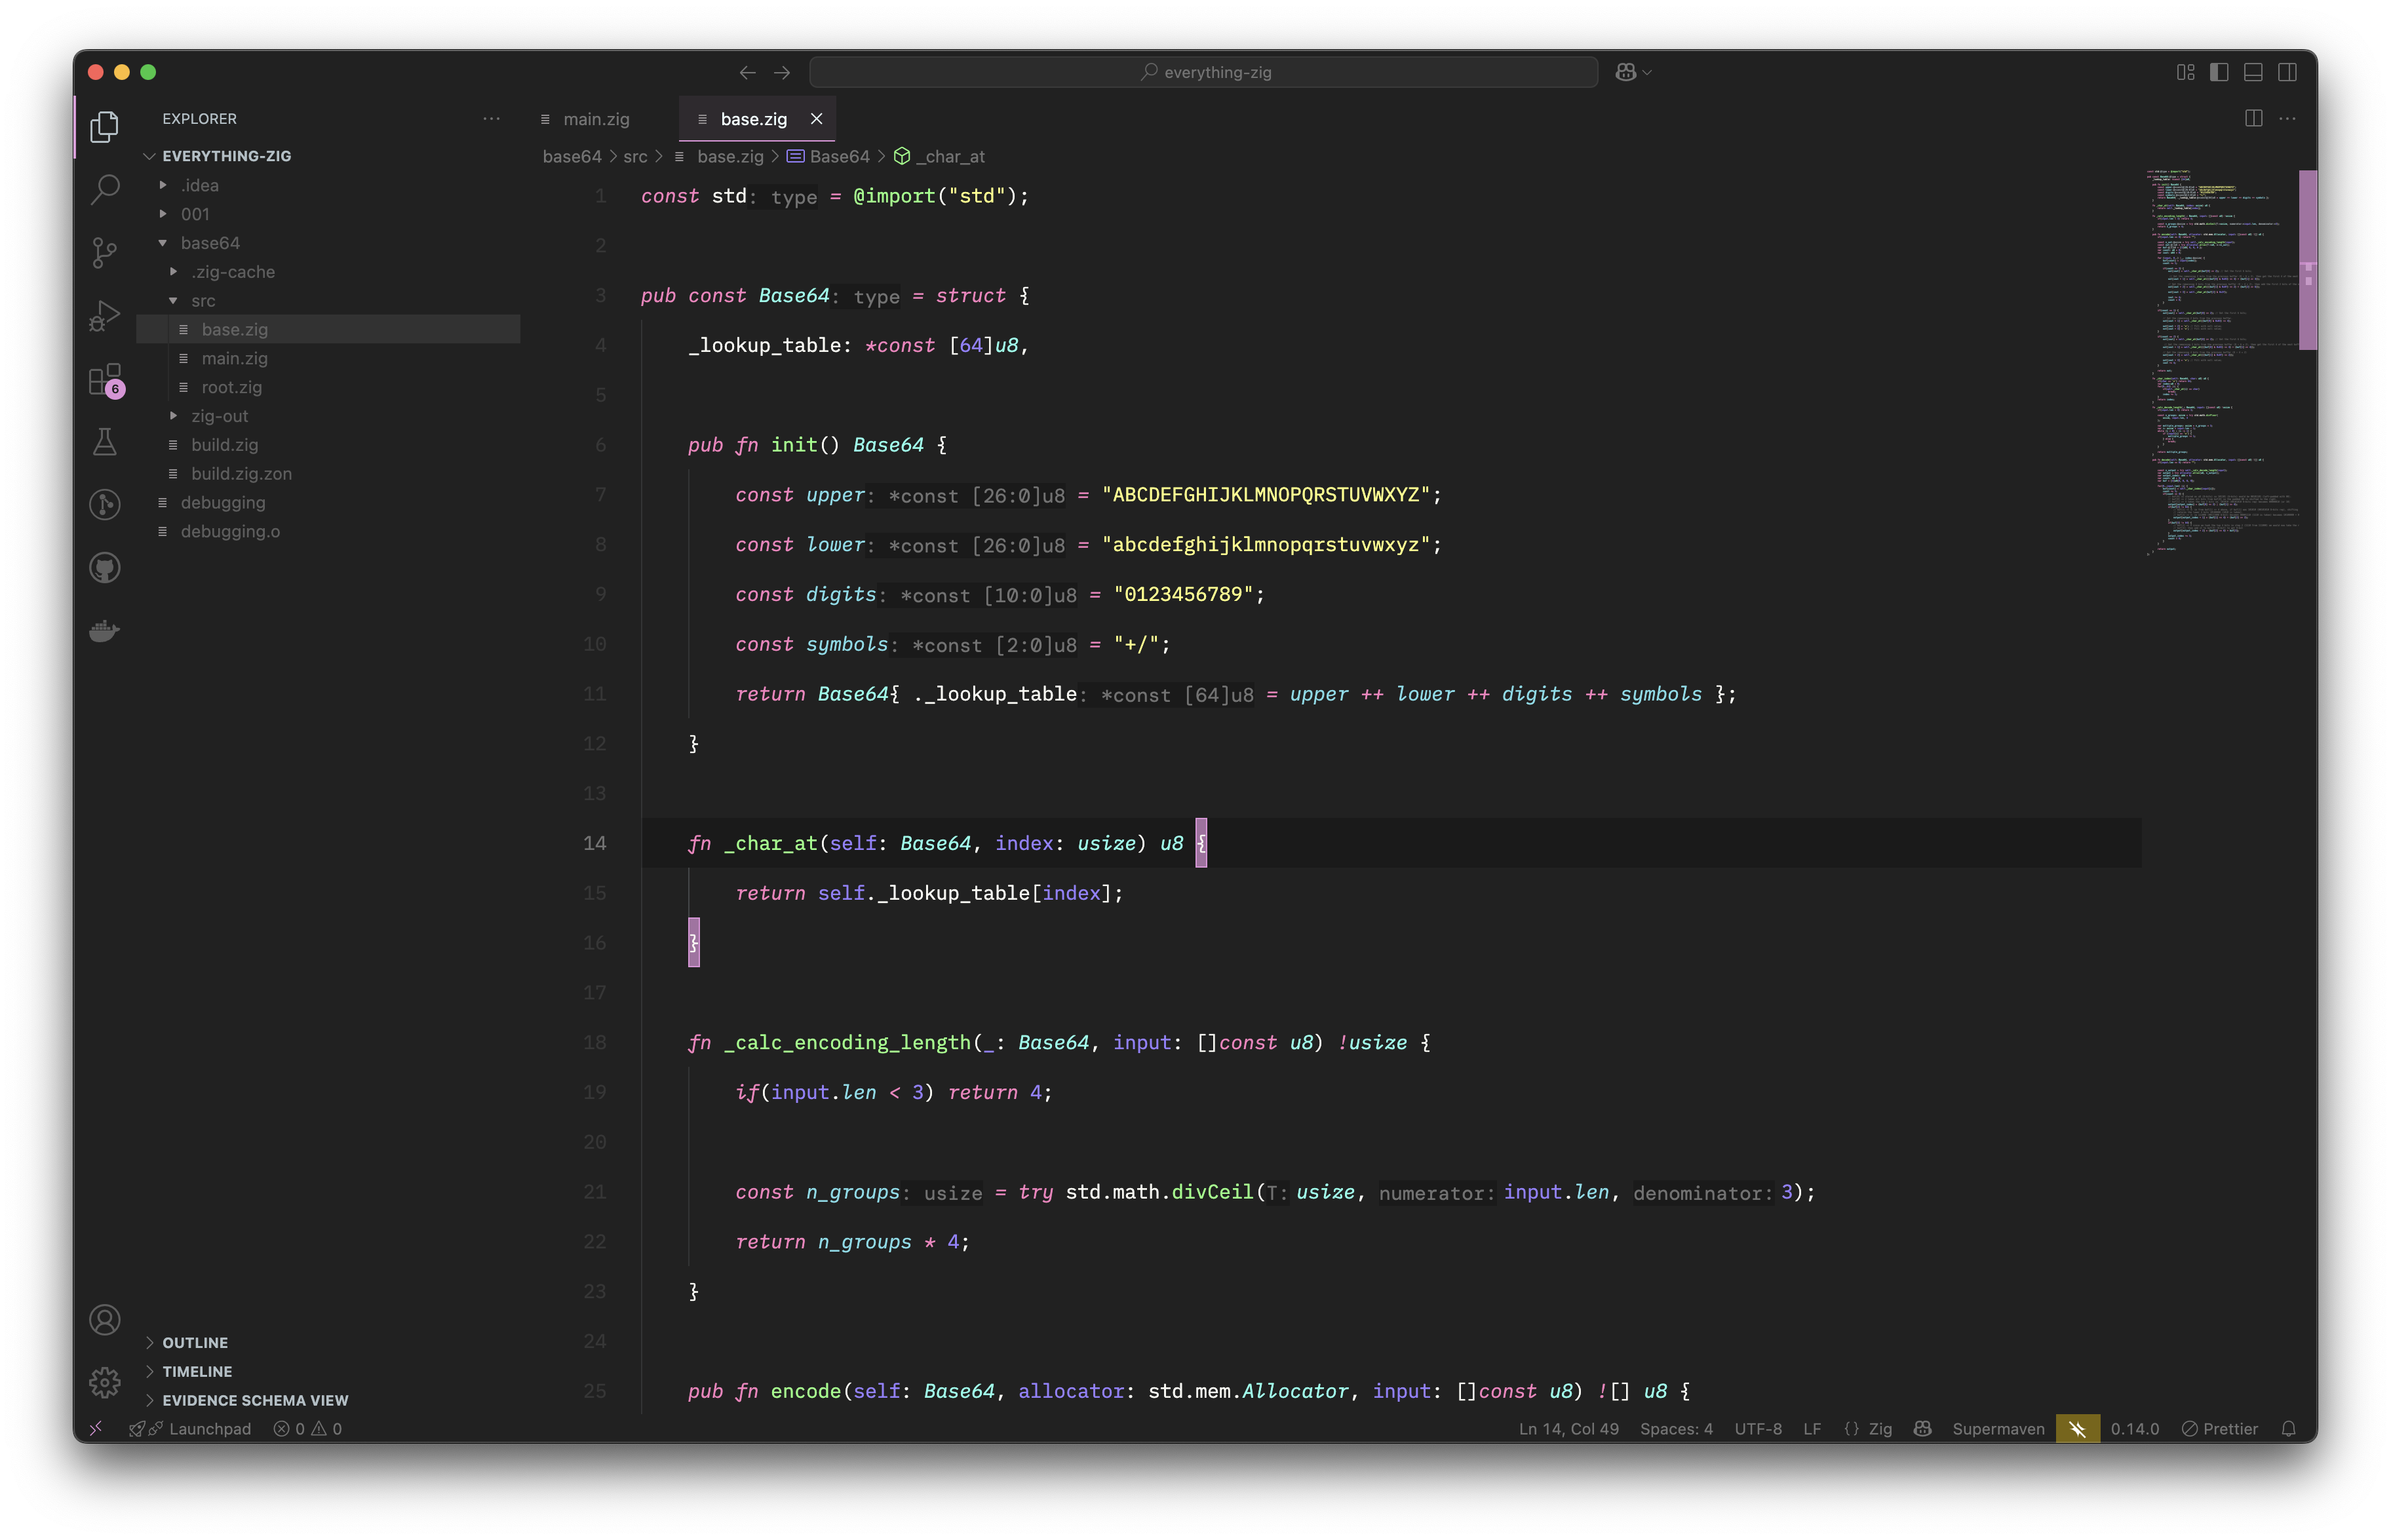 everything-zig
EXPLORER
EVERYTHING-ZIG
.idea
001
base64
.zig-cache
src
base.zig
main.zig
root.zig
zig-out
build.zig
build.zig.zon
debugging
debugging.o
6
OUTLINE
TIMELINE
EVIDENCE SCHEMA VIEW
main.zig
base.zig
base64 > src > base.zig > Base64 > _char_at
1 const std: type = @import("std");
2
3 pub const Base64: type = struct {
4 _lookup_table: *const [64]u8,
5
6 pub fn init() Base64 {
7 const upper: *const [26:0]u8 = "ABCDEFGHIJKLMNOPQRSTUVWXYZ";
8 const lower: *const [26:0]u8 = "abcdefghijklmnopqrstuvwxyz";
9 const digits: *const [10:0]u8 = "0123456789";
10 const symbols: *const [2:0]u8 = "+/";
11 return Base64{ ._lookup_table: *const [64]u8 = upper ++ lower ++ digits ++ symbols };
12 }
13
14 fn _char_at(self: Base64, index: usize) u8 {
15 return self._lookup_table[index];
16 }
17
18 fn _calc_encoding_length(_: Base64, input: []const u8) !usize {
19 if(input.len < 3) return 4;
20
21 const n_groups: usize = try std.math.divCeil(T: usize, numerator: input.len, denominator: 3);
22 return n_groups * 4;
23 }
24
25 pub fn encode(self: Base64, allocator: std.mem.Allocator, input: []const u8) ![] u8 {
Launchpad 0 0 Ln 14, Col 49 Spaces: 4 UTF-8 LF {} Zig Supermaven 0.14.0 Prettier